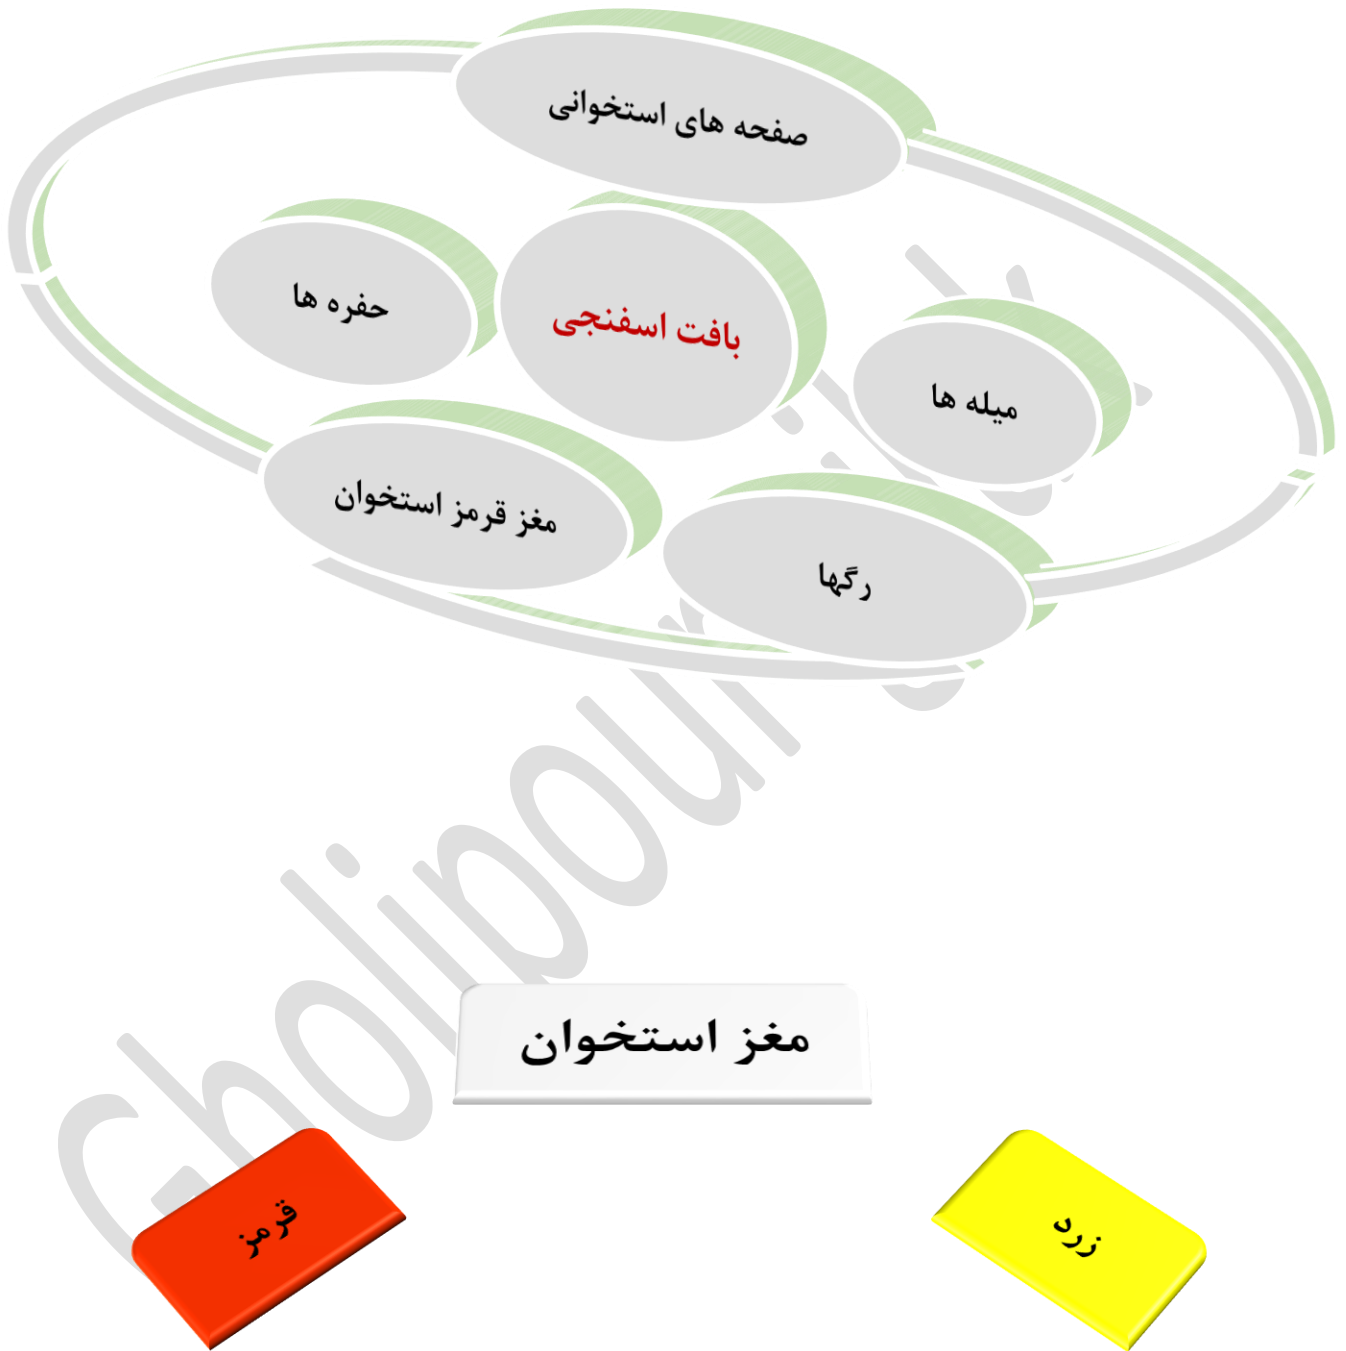 صفحه های استخوانی
حفره ها
بافت اسفنجی
میله ها
مغز قرمز استخوان
رگها
مغز استخوان
قرمز
زرد
Gholipour